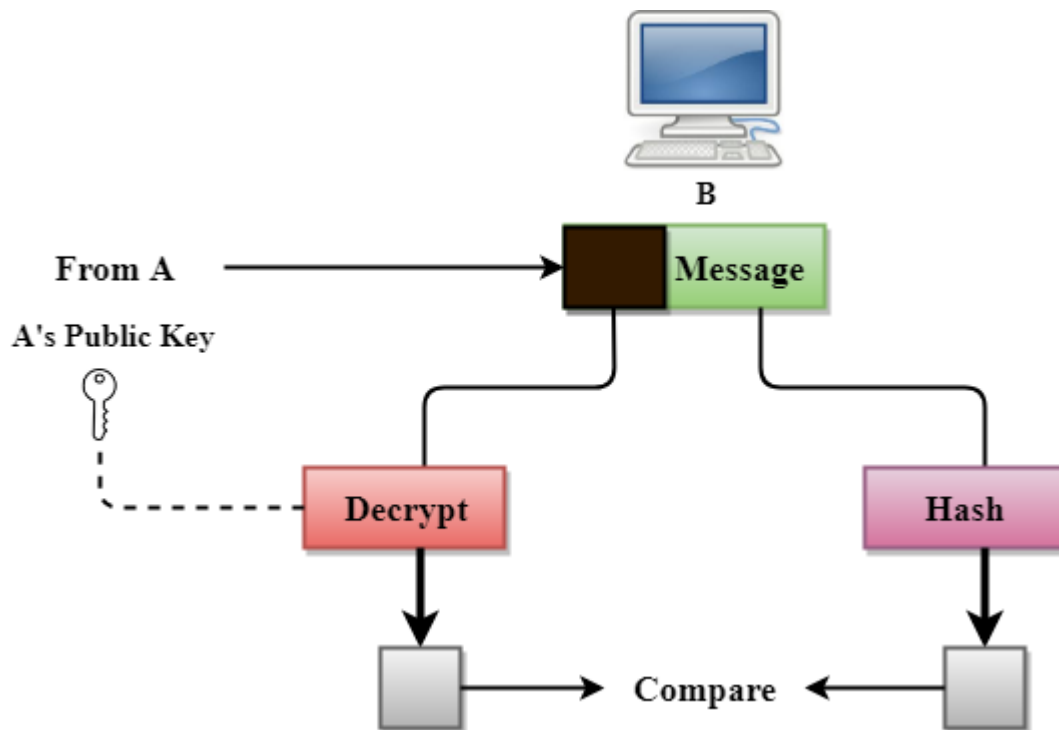 B
Message
From A
A's Public Key
Decrypt
Hash
Compare